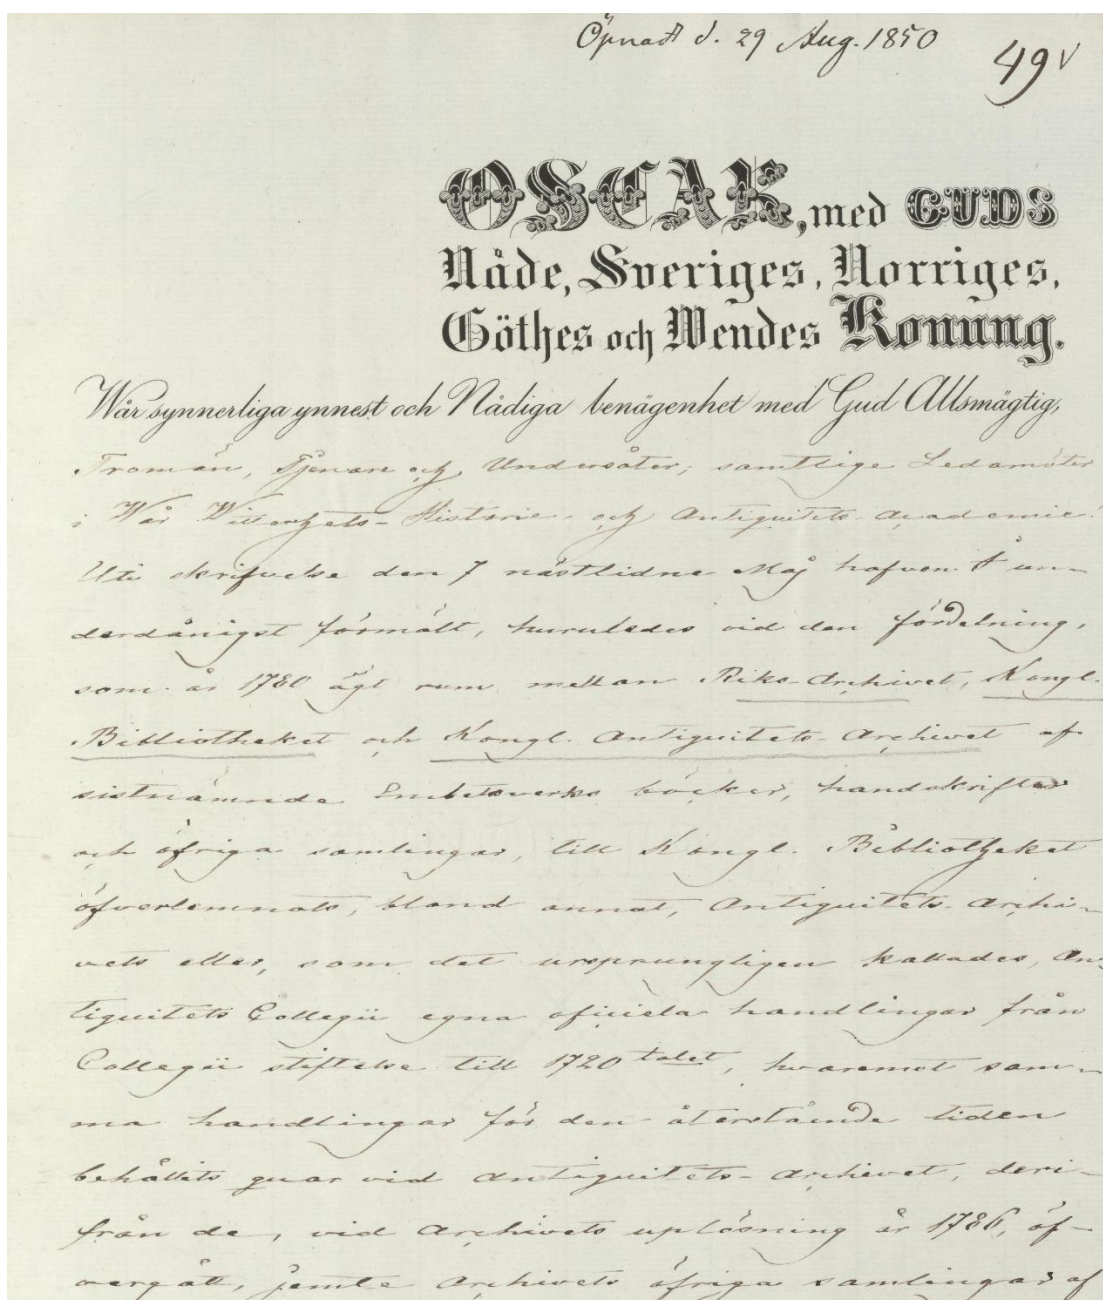 Öpnadt d. 29 Aug. 1850
49
OSCAR, med GUDS
Nåde, Sveriges, Norriges,
Göthes och Wendes Konung.
Wår synnerliga ynnest och Nådiga benägenhet med Gud Allsmägtig,
Tromän, Tjenare och Undersåter, samtlige Ledamöter
i Wår Witterhets- Historie- och Antiquitets-Academie!
Uti skrifvelse den 7 nästlidne Maj hafven I un-
derdånigst förmält, huruledes vid den fördelning,
som år 1780 ägt rum mellan Riks-Archivet, Kongl.
Bibliotheket och Kongl. Antiquitets-Archivet af
sistnämnde Embetsverks böcker, handskrifter
och öfriga samlingar, till Kongl. Bibliotheket
öfverlemnats, bland annat, Antiquitets-Archi-
vets eller, som det ursprungligen kallades, An-
tiquitets Collegii egna officiela handlingar från
Collegii stiftelse till 1720 talet, hvaremot sam-
ma handlingar för den återstående tiden
behållits quar vid Antiquitets-Archivet, deri-
från de, vid Archivets uplösning år 1786, öf-
vergått, jemte Archivets öfriga samlingar af